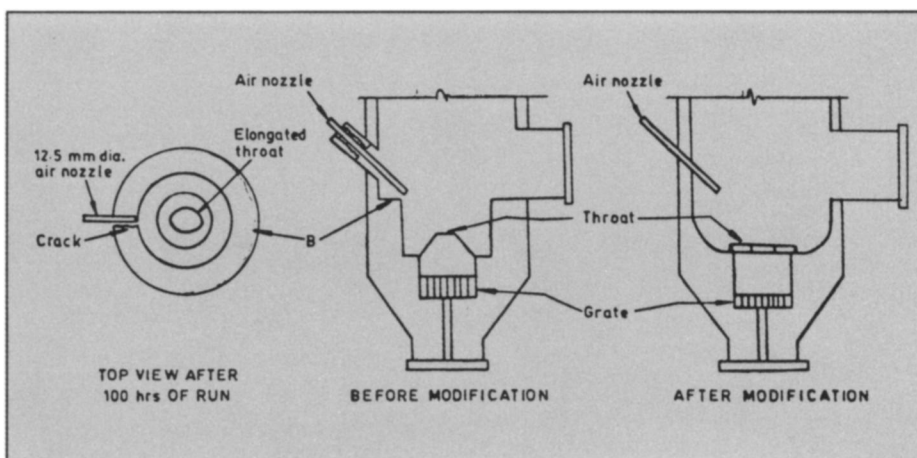 Air nozzle
Air nozzle
12.5 mm dia.
air nozzle
Elongated
throat
Crack
B
Throat
Grate
TOP VIEW AFTER
100 hrs OF RUN
BEFORE MODIFICATION
AFTER MODIFICATION